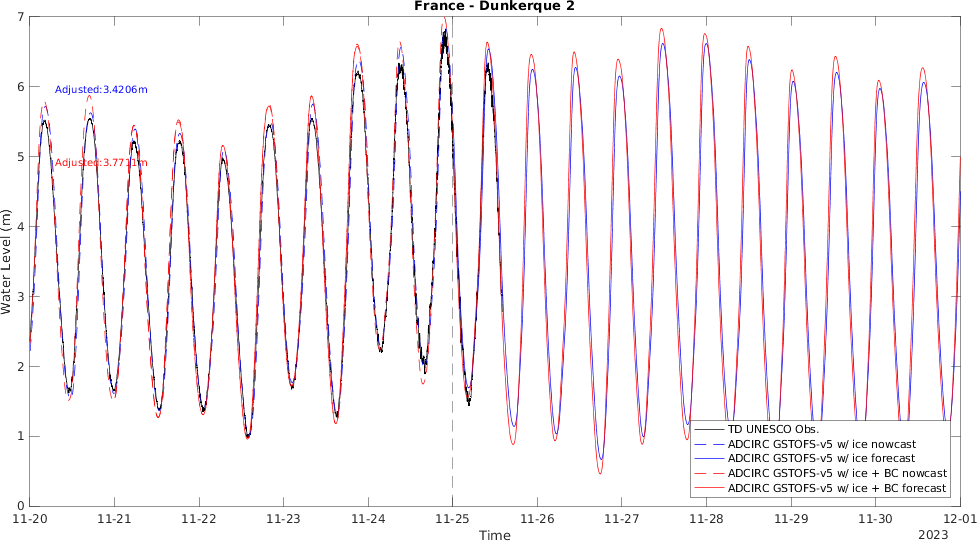 France - Dunkerque 2
7
6
5
4
3
2
1
0
Water Level (m)
Adjusted:3.4206m
Adjusted:3.7711m
TD UNESCO Obs.
ADCIRC GSTOFS-v5 w/ ice nowcast
ADCIRC GSTOFS-v5 w/ ice forecast
ADCIRC GSTOFS-v5 w/ ice + BC nowcast
ADCIRC GSTOFS-v5 w/ ice + BC forecast
11-20 11-21 11-22 11-23 11-24 11-25 11-26 11-27 11-28 11-29 11-30 12-01
Time
2023